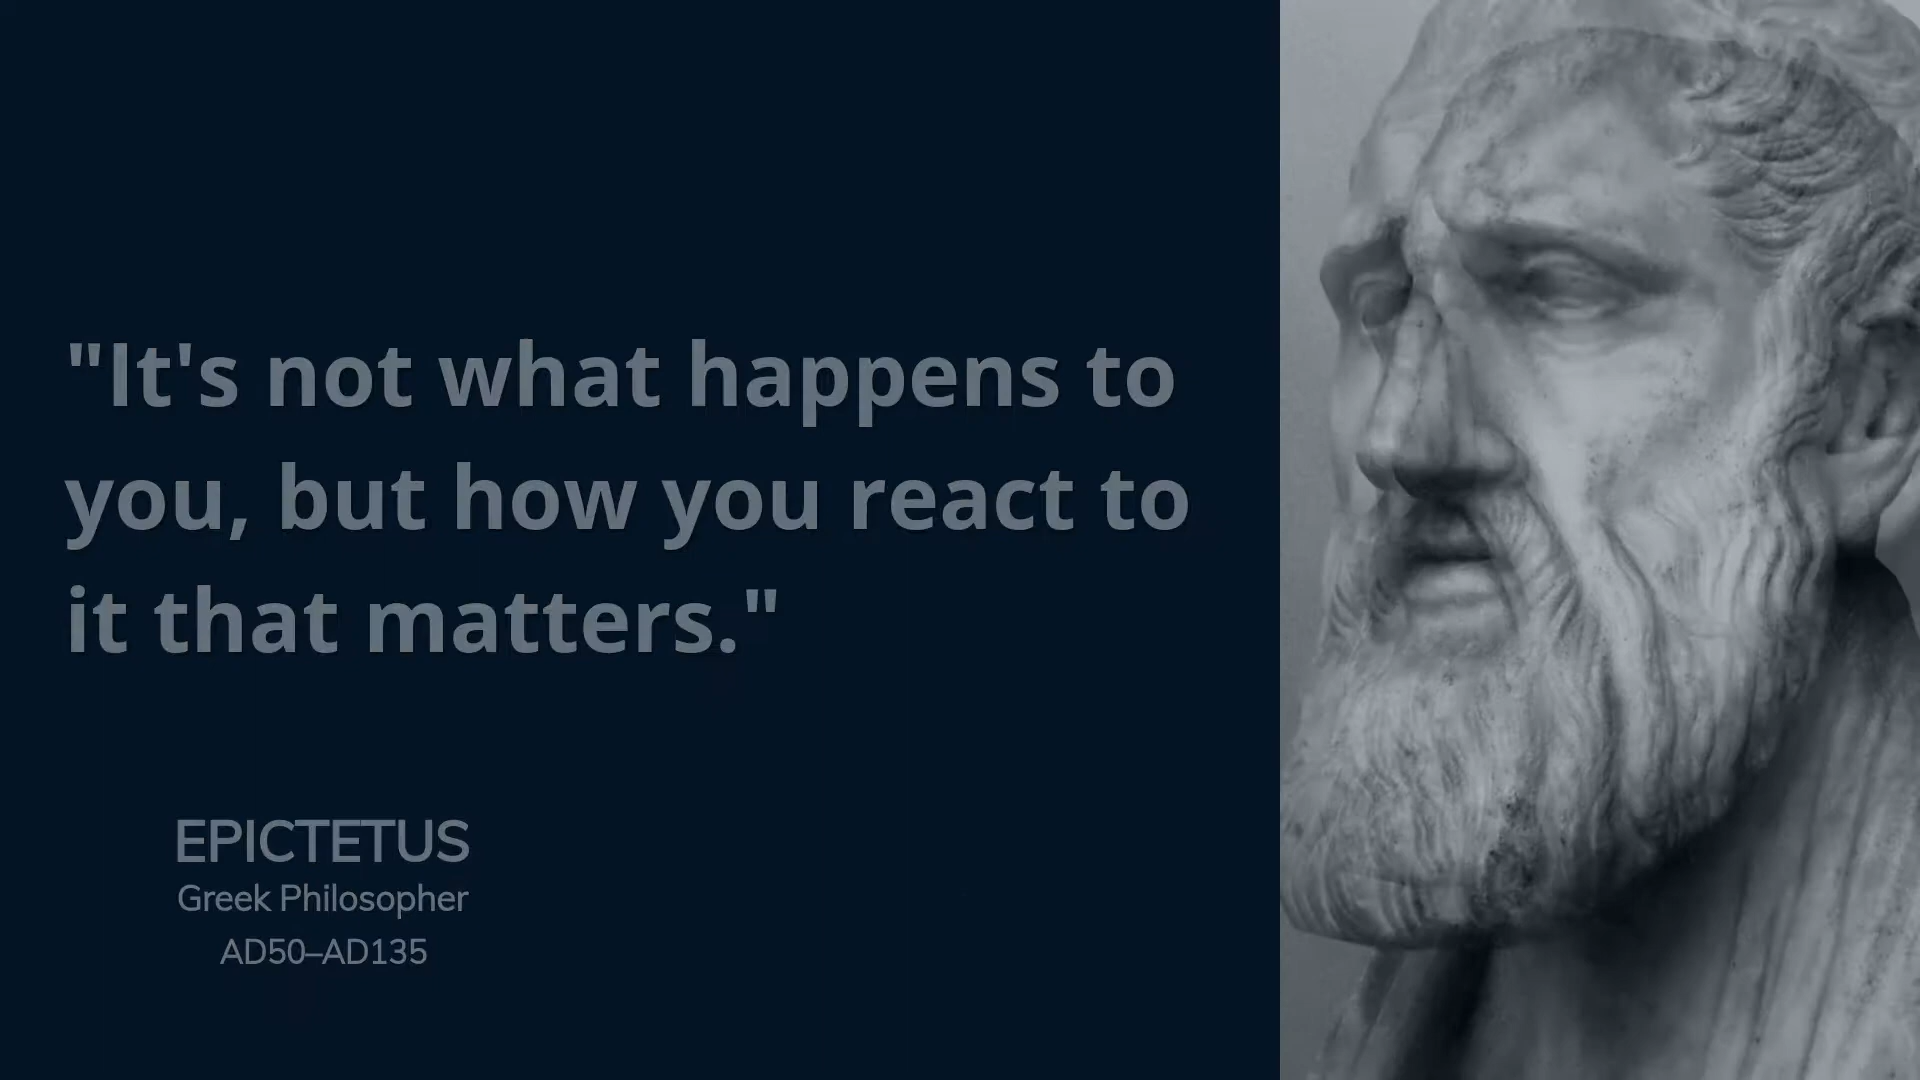 "It's not what happens to
you, but how you react to
it that matters."
EPICTETUS
Greek Philosopher
AD50–AD135